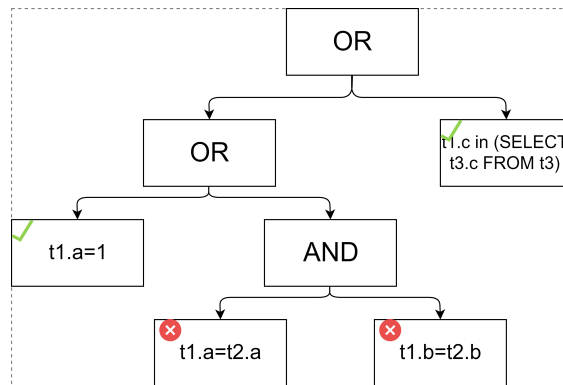 OR
OR
t1.c in (SELECT
t3.c FROM t3)
t1.a=1
AND
t1.a=t2.a
t1.b=t2.b